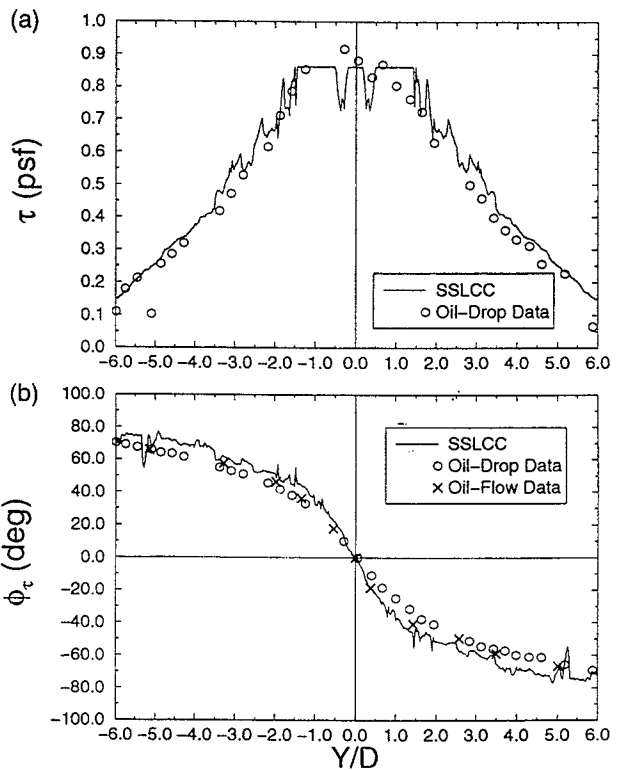 (a)
1.0
0.9
0.8
0.7
0.6
0.5
0.4
0.3
0.2
0.1
0.0
τ (psf)
SSLCC
Oil-Drop Data
-6.0 -5.0 -4.0 -3.0 -2.0 -1.0 0.0 1.0 2.0 3.0 4.0 5.0 6.0
(b)
100.0
80.0
60.0
40.0
20.0
0.0
-20.0
-40.0
-60.0
-80.0
-100.0
ϕτ (deg)
SSLCC
Oil-Drop Data
Oil-Flow Data
-6.0 -5.0 -4.0 -3.0 -2.0 -1.0 0.0 1.0 2.0 3.0 4.0 5.0 6.0
Y/D